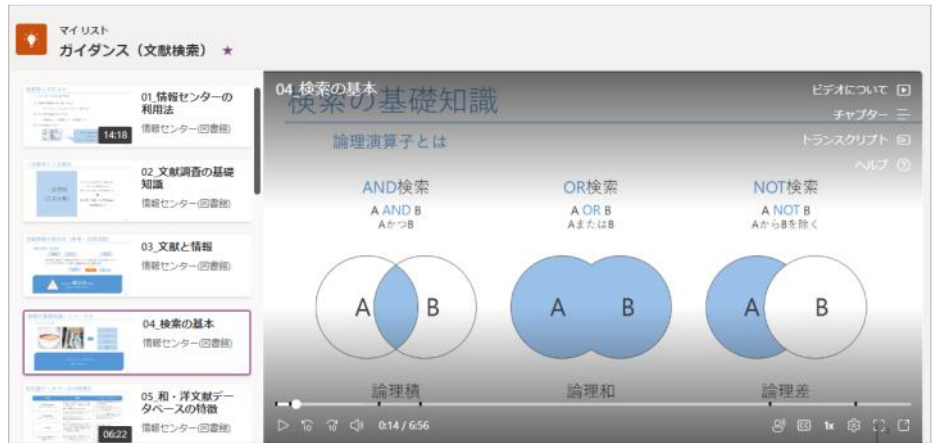 マイ リスト
ガイダンス（文献検索） ★
14:18
01_情報センターの
利用法
情報センター(図書館)
02_文献調査の基礎
知識
情報センター(図書館)
03_文献と情報
情報センター(図書館)
04_検索の基本
情報センター(図書館)
06:22
05_和・洋文献デー
タベースの特徴
情報センター(図書館)
04_検索の基本
検索の基礎知識
ビデオについて
チャプター
トランスクリプト
ヘルプ
論理演算子とは
AND検索
A AND B
AかつB
A B
論理積
OR検索
A OR B
AまたはB
A B
論理和
NOT検索
A NOT B
AからBを除く
A B
論理差
10 10 0:14 / 6:56
1x